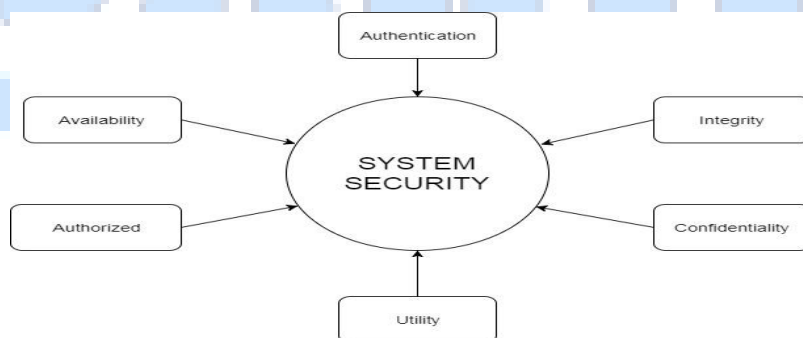 Authentication
Availability
Integrity
SYSTEM
SECURITY
Authorized
Confidentiality
Utility